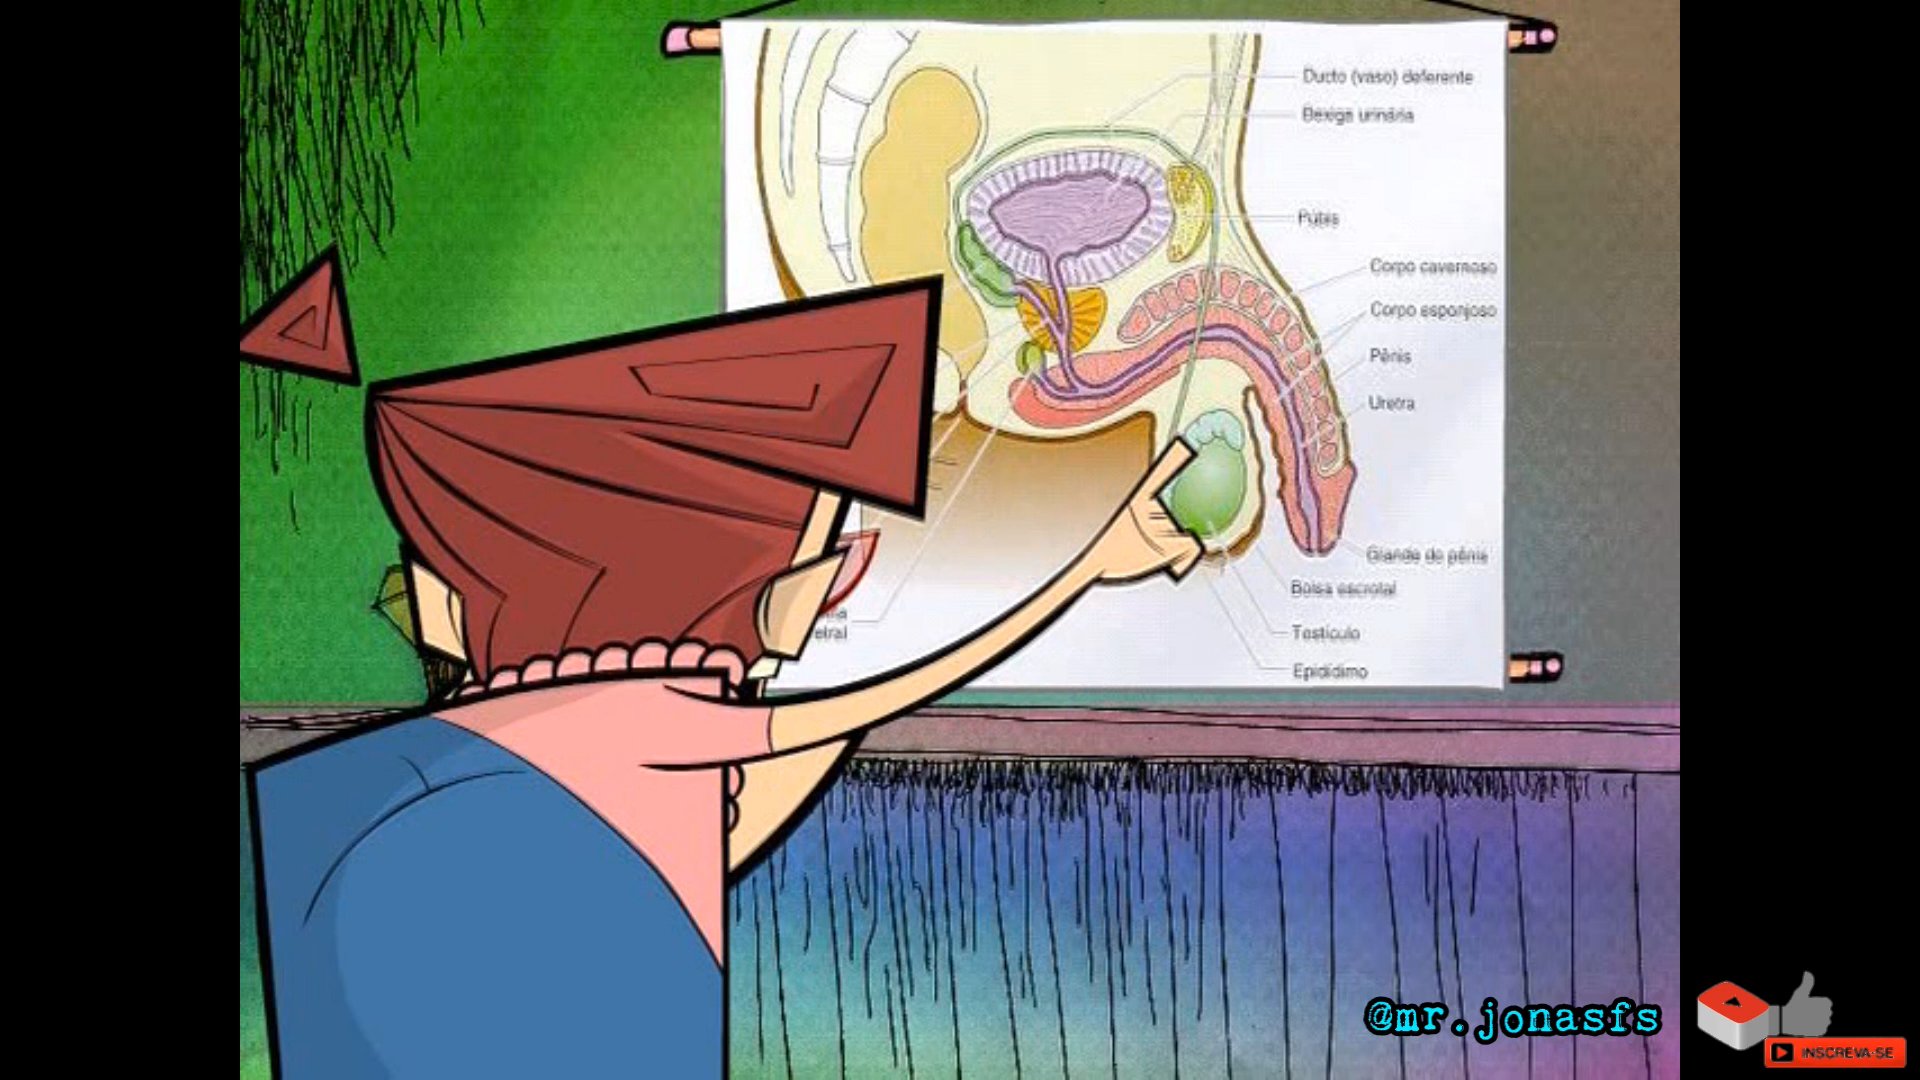 Ducto (vaso) deferente
Bexiga urinária
Púbis
Corpo cavernoso
Corpo esponjoso
Pênis
Uretra
Glande do pênis
Bolsa escrotal
Testículo
Epidídimo
etral
@mr.jonasfs
INSCREVA-SE